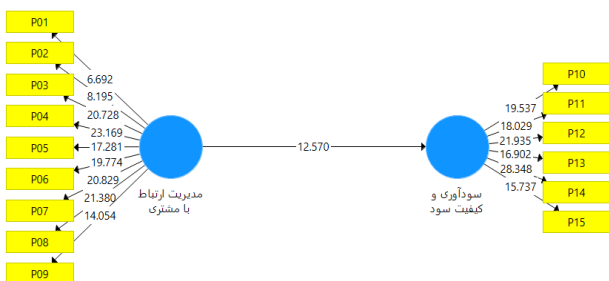 P01
P02
P03
P04
P05
P06
P07
P08
P09
6.692
8.195
20.728
23.169
17.281
19.774
20.829
21.380
14.054
مدیریت ارتباط
با مشتری
12.570
سودآوری و
کیفیت سود
19.537
18.029
21.935
16.902
28.348
15.737
P10
P11
P12
P13
P14
P15